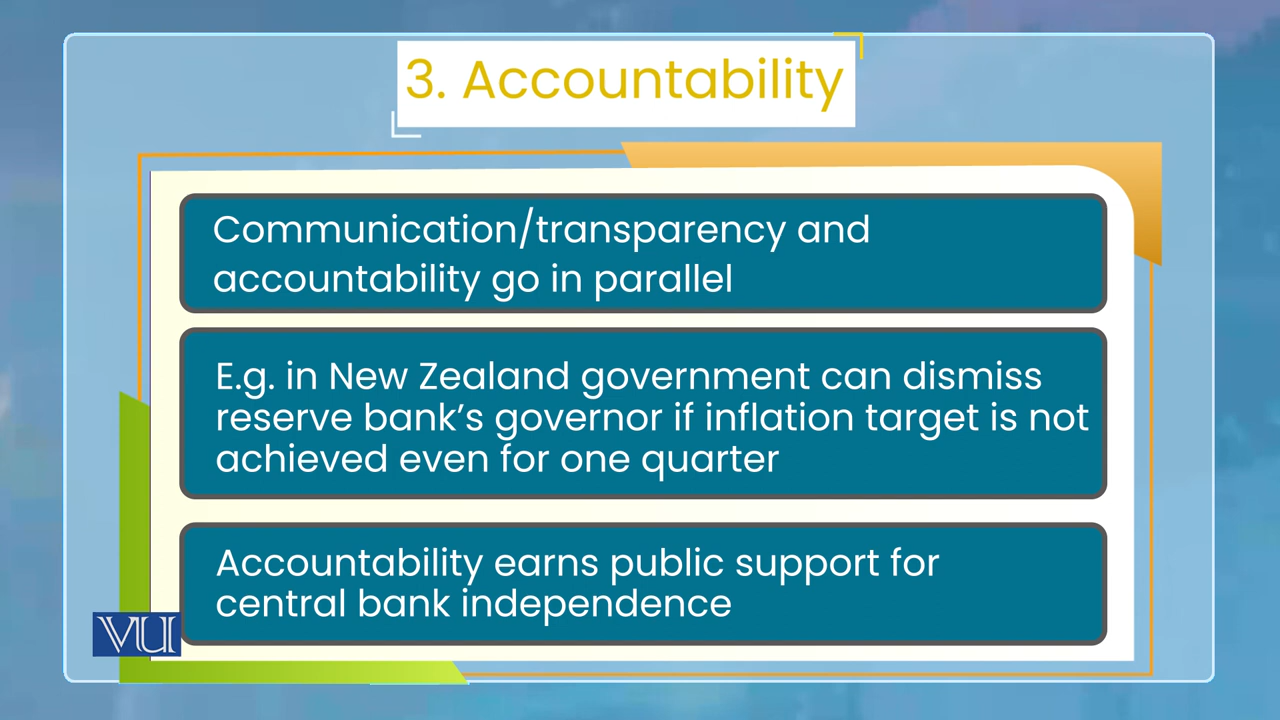 3. Accountability
Communication/transparency and
accountability go in parallel
E.g. in New Zealand government can dismiss
reserve bank’s governor if inflation target is not
achieved even for one quarter
Accountability earns public support for
central bank independence
VU